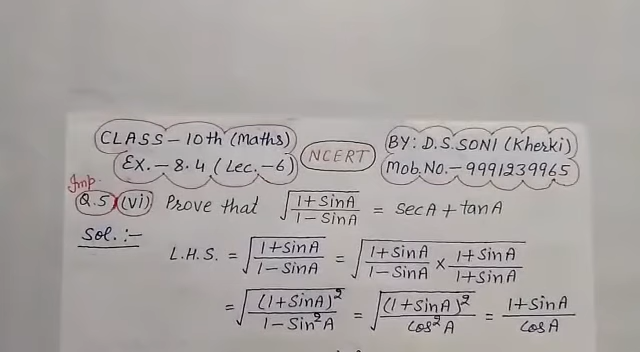 CLASS - 10th (Maths)
EX. - 8.4 (Lec. - 6)
NCERT
BY: D.S. SONI (Kherki)
Mob. No. - 9991239965
Imp.
Q.5 (vi) Prove that √((1+sinA)/(1-sinA)) = secA + tanA
Sol. :-
L.H.S. = √((1+sinA)/(1-sinA)) = √((1+sinA)/(1-sinA) × (1+sinA)/(1+sinA))
= √((1+sinA)²/(1-Sin²A)) = √((1+sinA)²/cos²A) = (1+sinA)/cosA